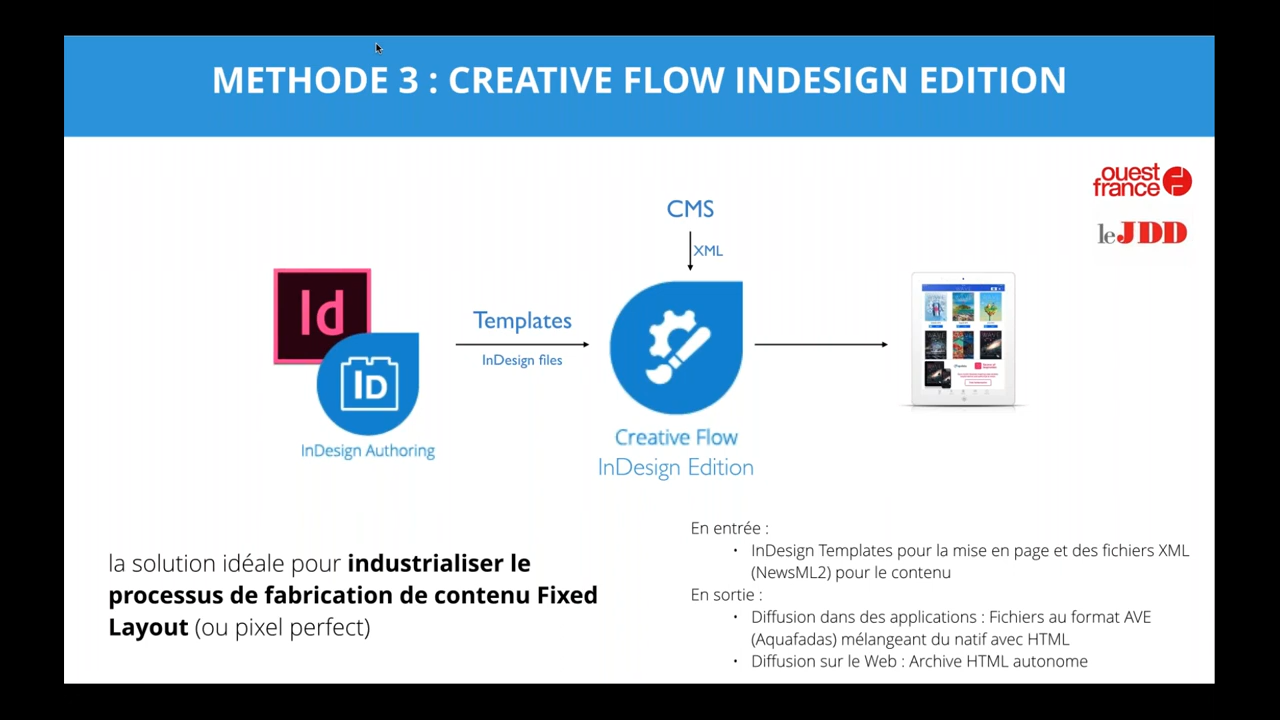 METHODE 3 : CREATIVE FLOW INDESIGN EDITION
ouest
france
le JDD
CMS
XML
Id
ID
Templates
InDesign files
InDesign Authoring
Creative Flow
InDesign Edition
la solution idéale pour industrialiser le
processus de fabrication de contenu Fixed
Layout (ou pixel perfect)
En entrée :
• InDesign Templates pour la mise en page et des fichiers XML
(NewsML2) pour le contenu
En sortie :
• Diffusion dans des applications : Fichiers au format AVE
(Aquafadas) mélangeant du natif avec HTML
• Diffusion sur le Web : Archive HTML autonome